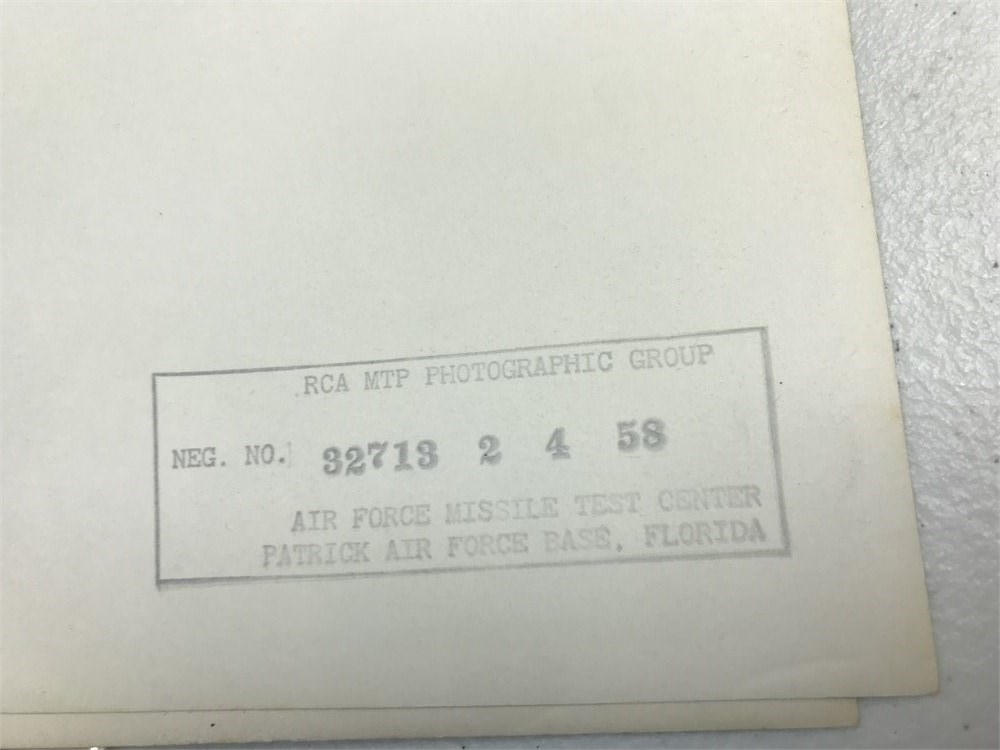 RCA MTP PHOTOGRAPHIC GROUP
NEG. NO. 32713 2 4 58
AIR FORCE MISSILE TEST CENTER
PATRICK AIR FORCE BASE, FLORIDA